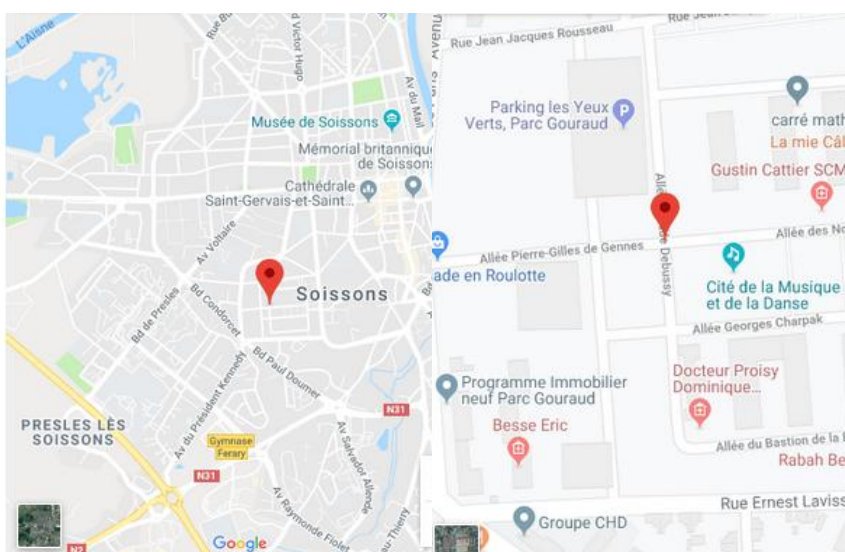 L'Aisne
Rue Bo
d Victor Hugo
Av du Mail
Musée de Soissons
Mémorial britannique
de Soissons
Cathédrale
Saint-Gervais-et-Saint...
Av Voltaire
Soissons
Bd de Presles
Bd Condorcet
Bd Paul Doumer
Av du Président Kennedy
N31
PRESLES LÈS
SOISSONS
Gymnase
Ferary
N31
Av Salvador Allende
Av Raymonde Fiolet
au-Thierry
N2
Google
Rue Jean Jacques Rousseau
Rue Jean
Avenu
Parking les Yeux
Verts, Parc Gouraud
P
carré math
La mie Câl
Gustin Cattier SCM
Allée Pierre-Gilles de Gennes
Allée des No
de Debussy
ade en Roulotte
Cité de la Musique
et de la Danse
Allée Georges Charpak
Programme Immobilier
neuf Parc Gouraud
Docteur Proisy
Dominique...
Besse Eric
Allée du Bastion de la
Rabah Be
Rue Ernest Laviss
Groupe CHD